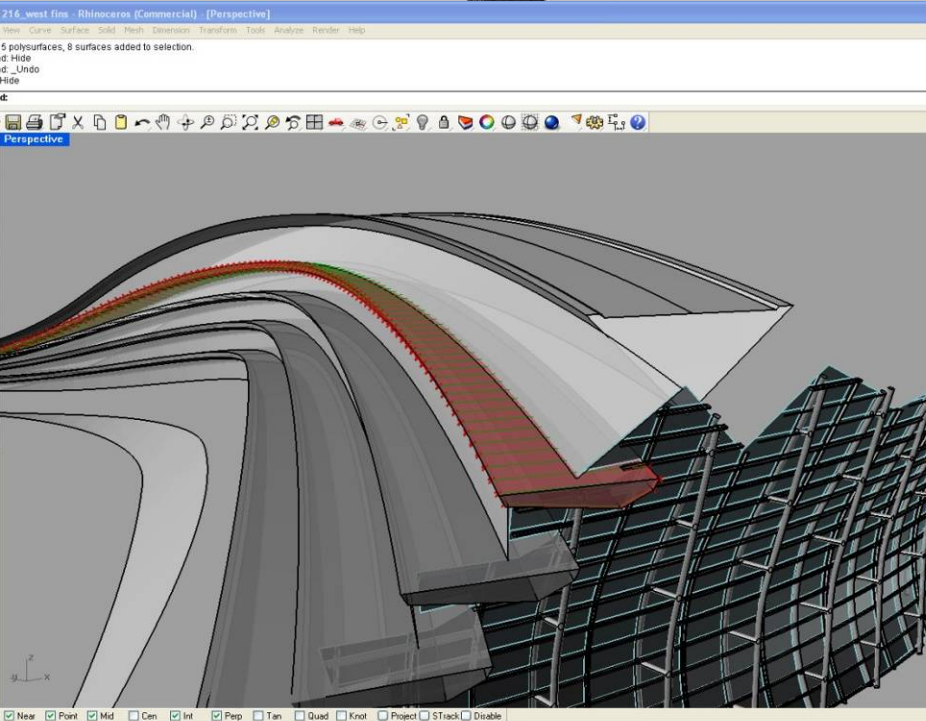 216_west fins - Rhinoceros (Commercial) - [Perspective]
View Curve Surface Solid Mesh Dimension Transform Tools Analyze Render Help
5 polysurfaces, 8 surfaces added to selection.
d: Hide
d: _Undo
Hide
d:
Perspective
z
y x
Near Point Mid Cen Int Perp Tan Quad Knot Project STrack Disable